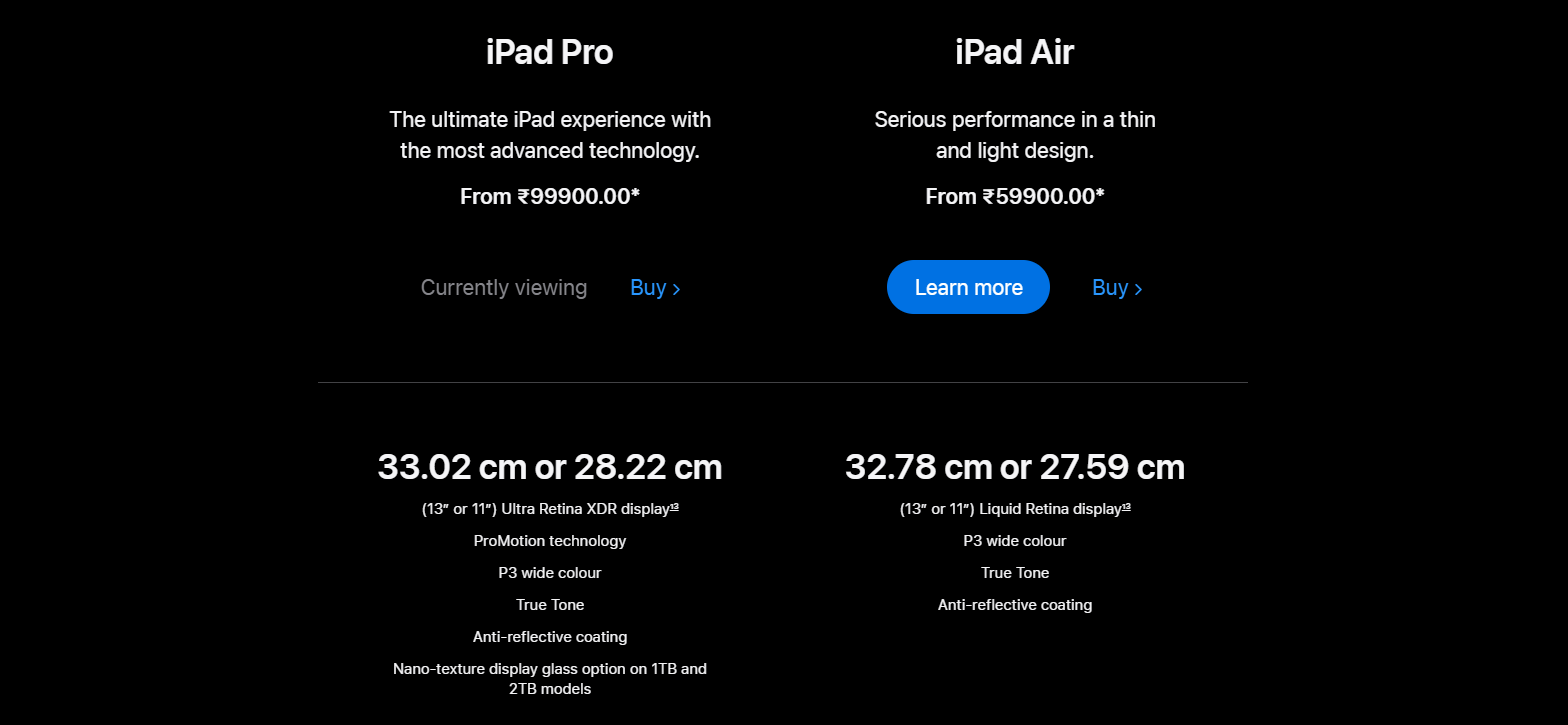 iPad Pro
The ultimate iPad experience with
the most advanced technology.
From ₹99900.00*
Currently viewing
Buy >
iPad Air
Serious performance in a thin
and light design.
From ₹59900.00*
Learn more
Buy >
33.02 cm or 28.22 cm
(13″ or 11″) Ultra Retina XDR display¹³
ProMotion technology
P3 wide colour
True Tone
Anti-reflective coating
Nano-texture display glass option on 1TB and
2TB models
32.78 cm or 27.59 cm
(13″ or 11″) Liquid Retina display¹³
P3 wide colour
True Tone
Anti-reflective coating